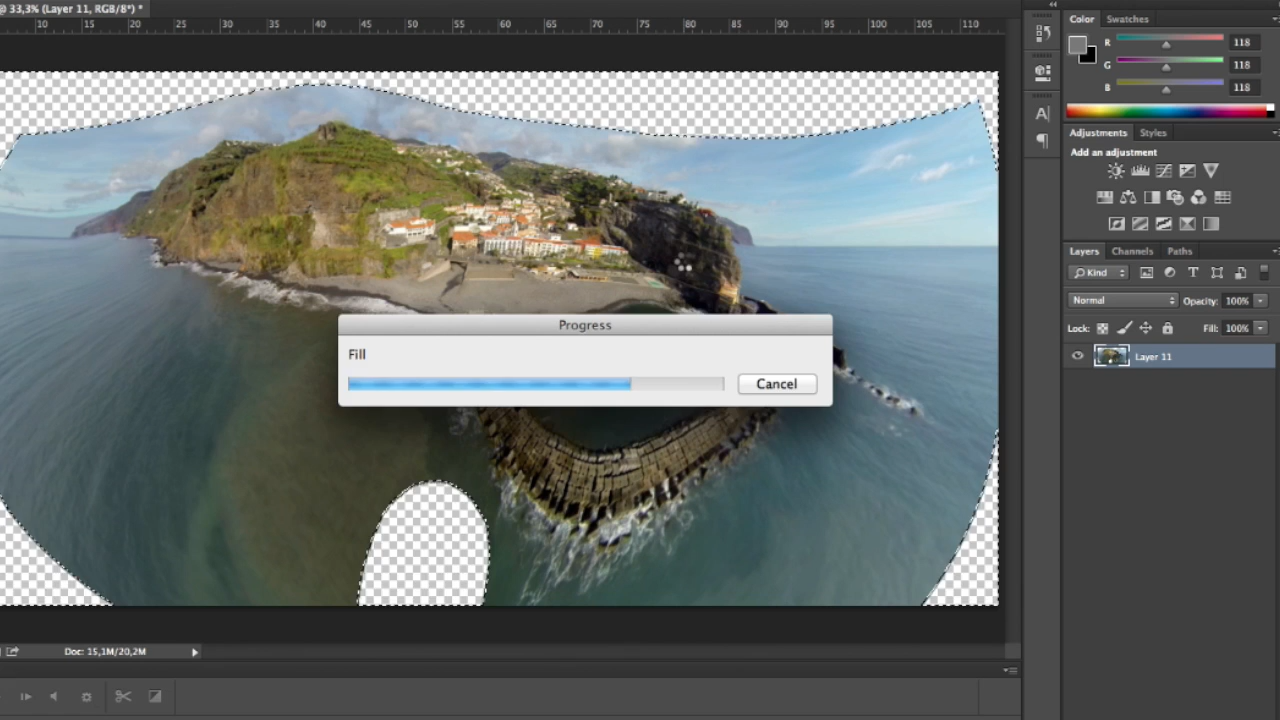 @ 33,3% (Layer 11, RGB/8*) *
10 15 20 25 30 35 40 45 50 55 60 65 70 75 80 85 90 95 100 105 110
Color Swatches
R 118
G 118
B 118
Adjustments Styles
Add an adjustment
Layers Channels Paths
Kind
Normal Opacity: 100%
Lock: Fill: 100%
Layer 11
Progress
Fill
Cancel
Doc: 15,1M/20,2M